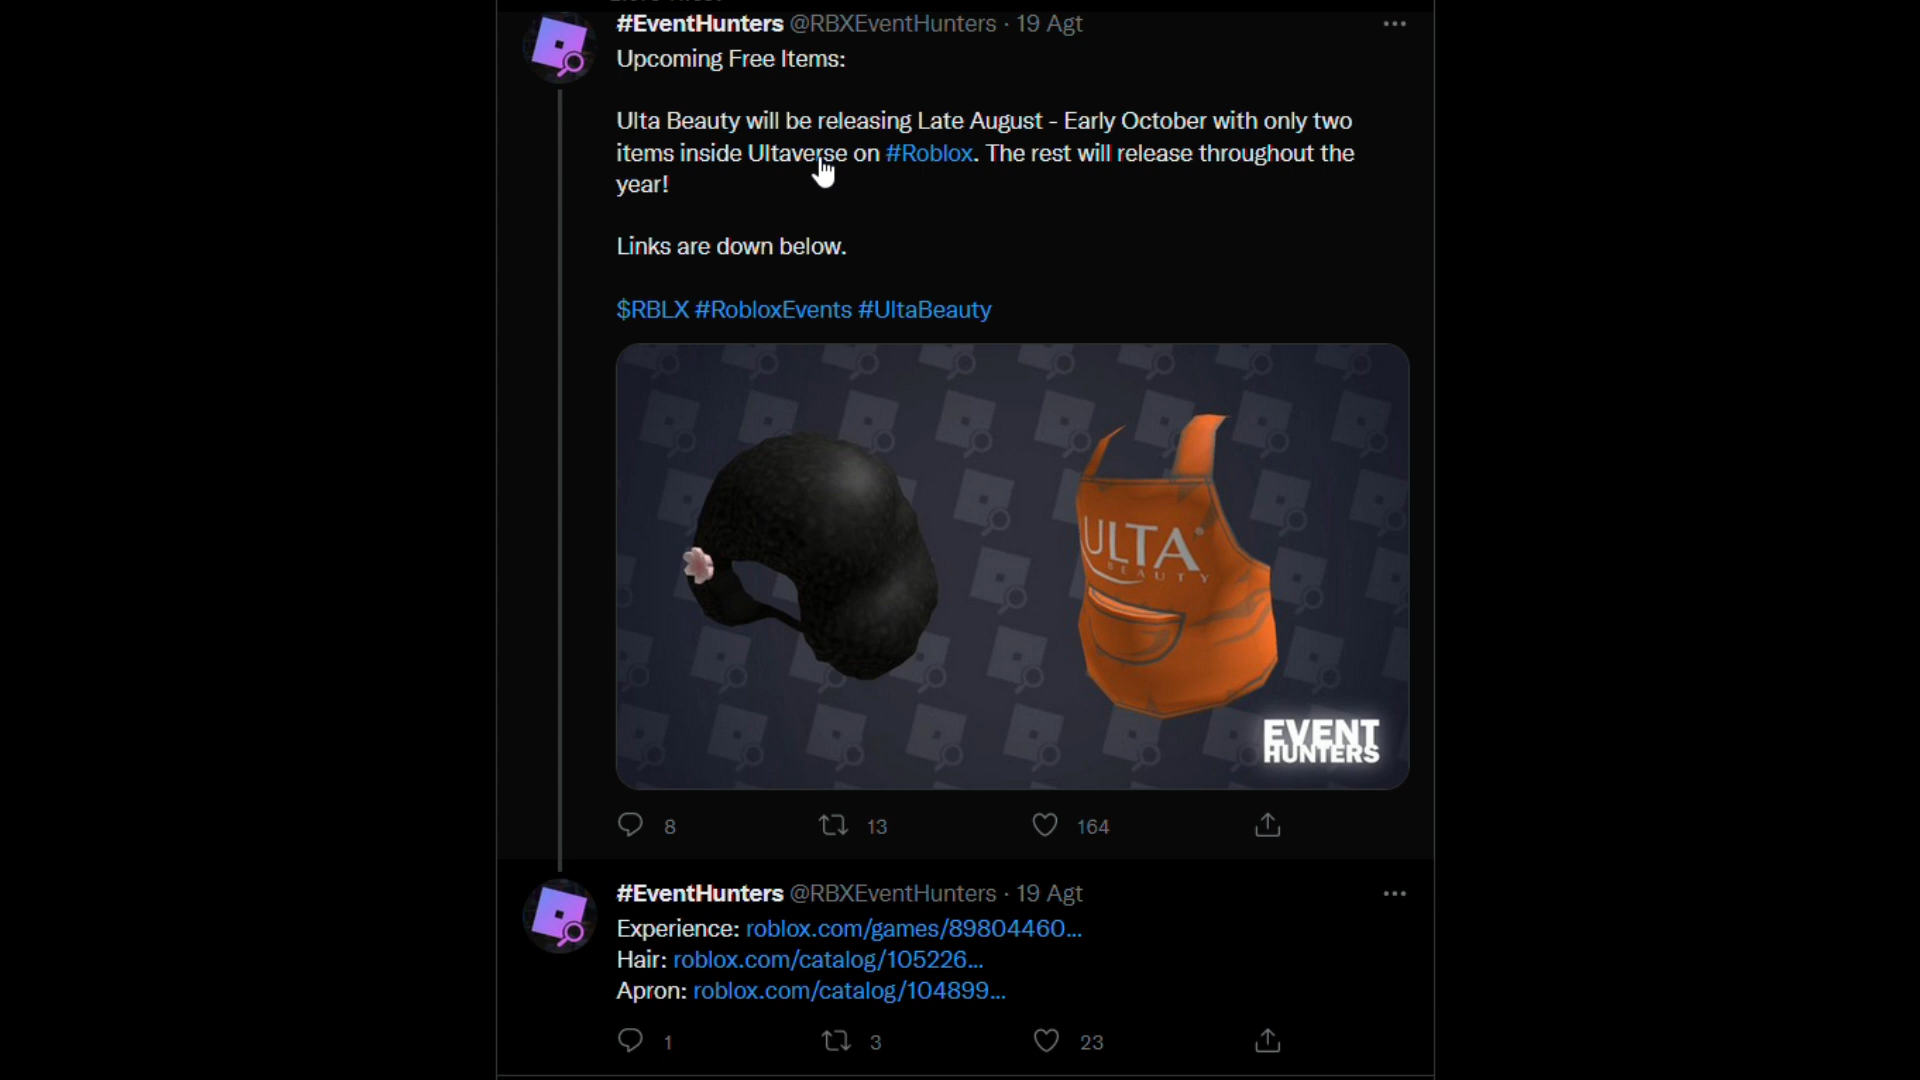 #EventHunters @RBXEventHunters · 19 Agt
Upcoming Free Items:
Ulta Beauty will be releasing Late August - Early October with only two
items inside Ultaverse on #Roblox. The rest will release throughout the
year!
Links are down below.
$RBLX #RobloxEvents #UltaBeauty
ULTA
BEAUTY
EVENT
HUNTERS
8 13 164
#EventHunters @RBXEventHunters · 19 Agt
Experience: roblox.com/games/89804460...
Hair: roblox.com/catalog/105226...
Apron: roblox.com/catalog/104899...
1 3 23